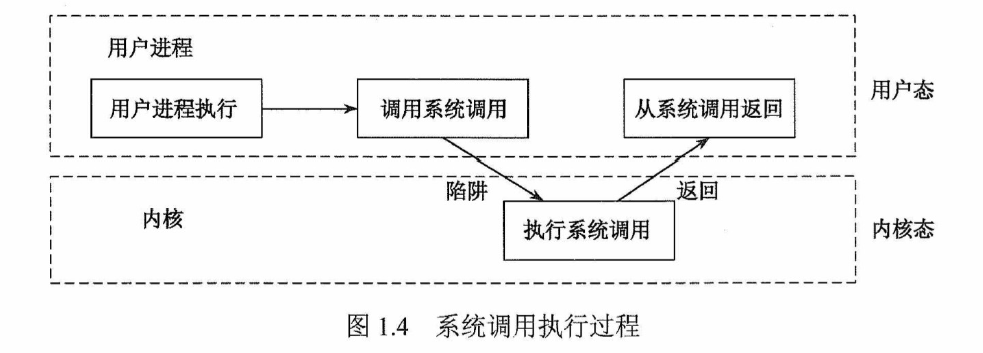 用户进程
用户进程执行
调用系统调用
从系统调用返回
用户态
陷阱
返回
内核
执行系统调用
内核态
图 1.4 系统调用执行过程